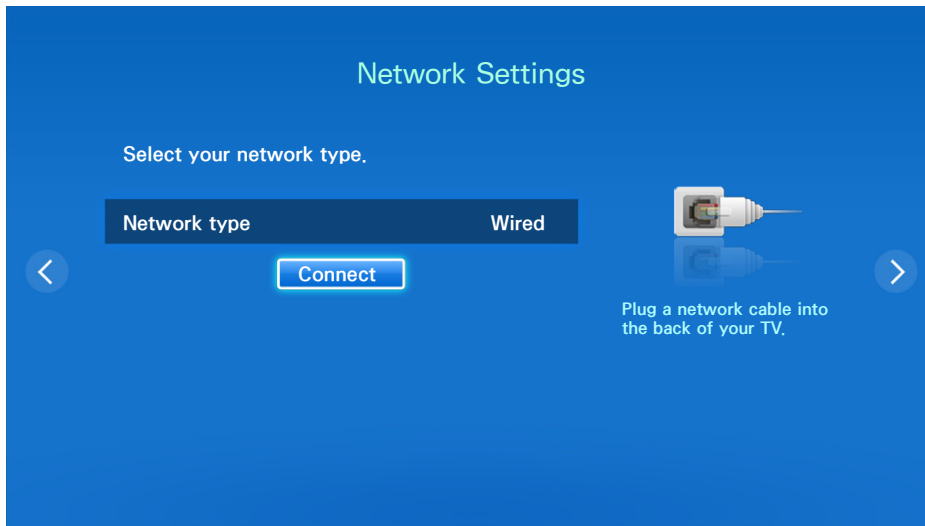 Network Settings
Select your network type.
Network type Wired
Connect
Plug a network cable into
the back of your TV.